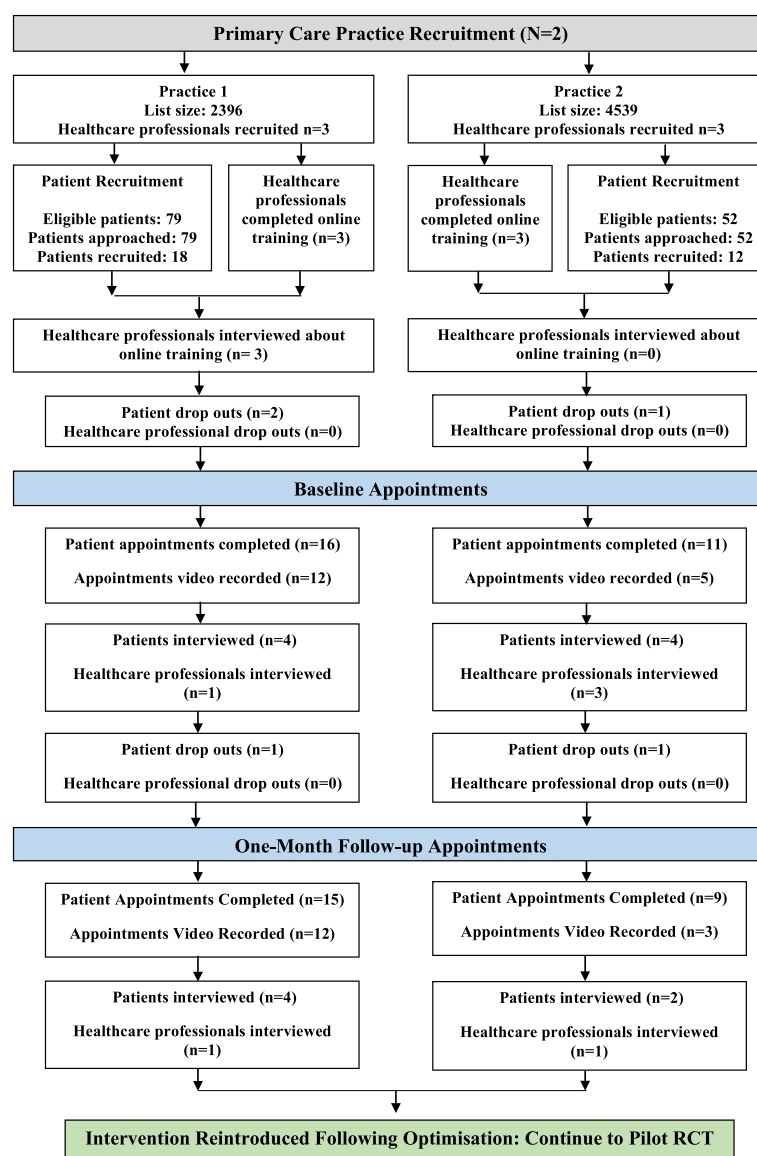 Primary Care Practice Recruitment (N=2)
Practice 1
List size: 2396
Healthcare professionals recruited n=3
Practice 2
List size: 4539
Healthcare professionals recruited n=3
Patient Recruitment
Eligible patients: 79
Patients approached: 79
Patients recruited: 18
Healthcare
professionals
completed online
training (n=3)
Healthcare
professionals
completed online
training (n=3)
Patient Recruitment
Eligible patients: 52
Patients approached: 52
Patients recruited: 12
Healthcare professionals interviewed about
online training (n= 3)
Healthcare professionals interviewed about
online training (n=0)
Patient drop outs (n=2)
Healthcare professional drop outs (n=0)
Patient drop outs (n=1)
Healthcare professional drop outs (n=0)
Baseline Appointments
Patient appointments completed (n=16)
Appointments video recorded (n=12)
Patient appointments completed (n=11)
Appointments video recorded (n=5)
Patients interviewed (n=4)
Healthcare professionals interviewed
(n=1)
Patients interviewed (n=4)
Healthcare professionals interviewed
(n=3)
Patient drop outs (n=1)
Healthcare professional drop outs (n=0)
Patient drop outs (n=1)
Healthcare professional drop outs (n=0)
One-Month Follow-up Appointments
Patient Appointments Completed (n=15)
Appointments Video Recorded (n=12)
Patient Appointments Completed (n=9)
Appointments Video Recorded (n=3)
Patients interviewed (n=4)
Healthcare professionals interviewed
(n=1)
Patients interviewed (n=2)
Healthcare professionals interviewed
(n=1)
Intervention Reintroduced Following Optimisation: Continue to Pilot RCT